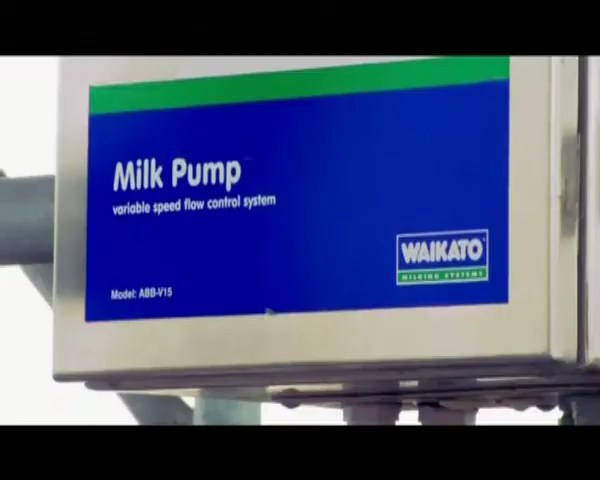 Milk Pump
variable speed flow control system
WAIKATO
MILKING SYSTEMS
Model: ABB-V15